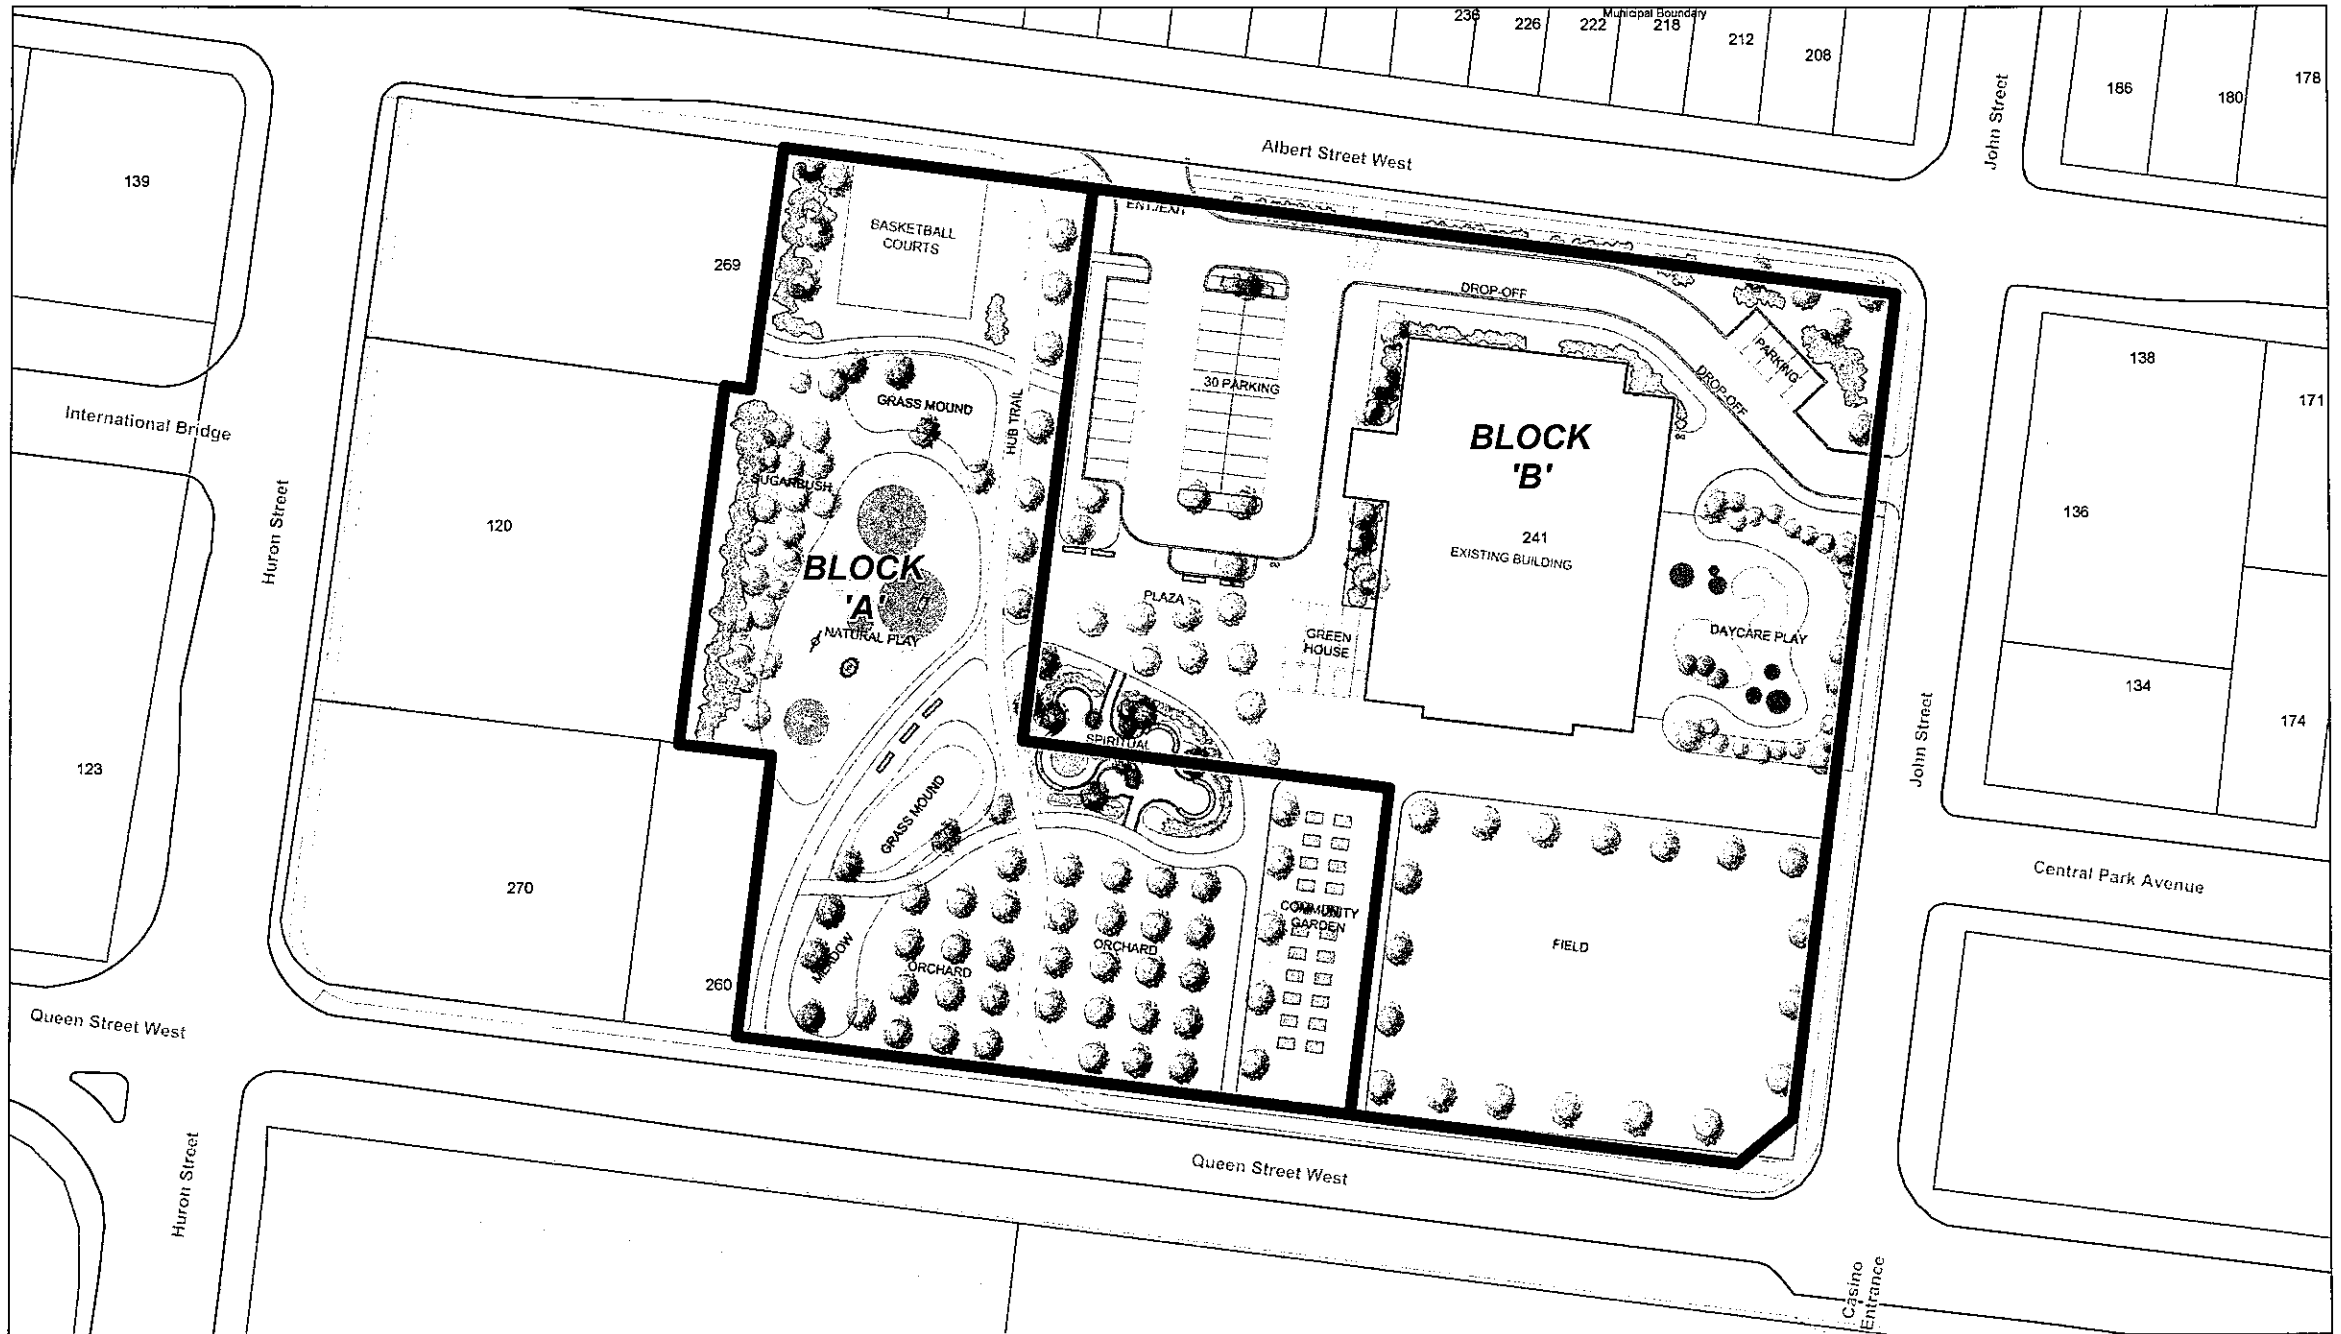 236
Municipal Boundary
226
222
218
212
208
186
180
178
John Street
Albert Street West
139
269
BASKETBALL
COURTS
ENT./EXIT
DROP-OFF
DROP-OFF
PARKING
138
171
International Bridge
GRASS MOUND
HUB TRAIL
30 PARKING
BLOCK
'B'
Huron Street
120
SUGARBUSH
241
EXISTING BUILDING
136
BLOCK
'A'
NATURAL PLAY
PLAZA
GREEN
HOUSE
DAYCARE PLAY
134
174
123
SPIRITUAL
John Street
GRASS MOUND
270
260
MEADOW
ORCHARD
ORCHARD
COMMUNITY
GARDEN
FIELD
Central Park Avenue
Queen Street West
Huron Street
Queen Street West
Casino
Entrance